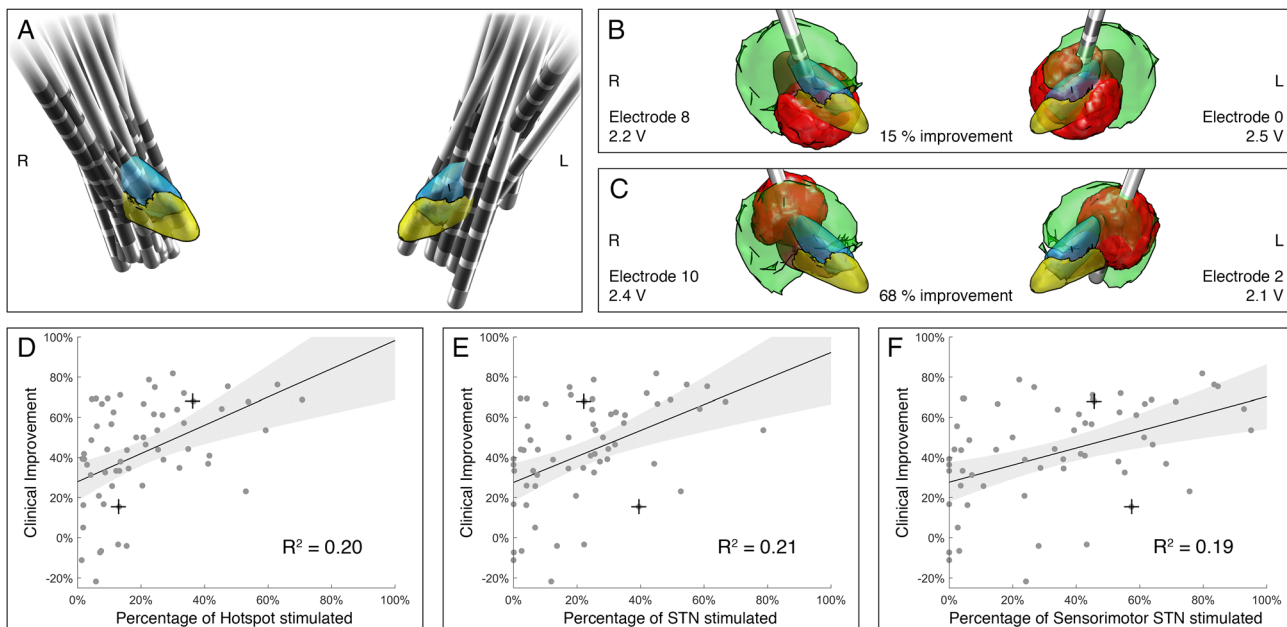 A
R
L
B
R
L
Electrode 8
2.2 V
15 % improvement
Electrode 0
2.5 V
C
R
L
Electrode 10
2.4 V
68 % improvement
Electrode 2
2.1 V
D
Clinical Improvement
100%
80%
60%
40%
20%
0%
-20%
R² = 0.20
0% 20% 40% 60% 80% 100%
Percentage of Hotspot stimulated
E
Clinical Improvement
100%
80%
60%
40%
20%
0%
-20%
R² = 0.21
0% 20% 40% 60% 80% 100%
Percentage of STN stimulated
F
Clinical Improvement
100%
80%
60%
40%
20%
0%
-20%
R² = 0.19
0% 20% 40% 60% 80% 100%
Percentage of Sensorimotor STN stimulated